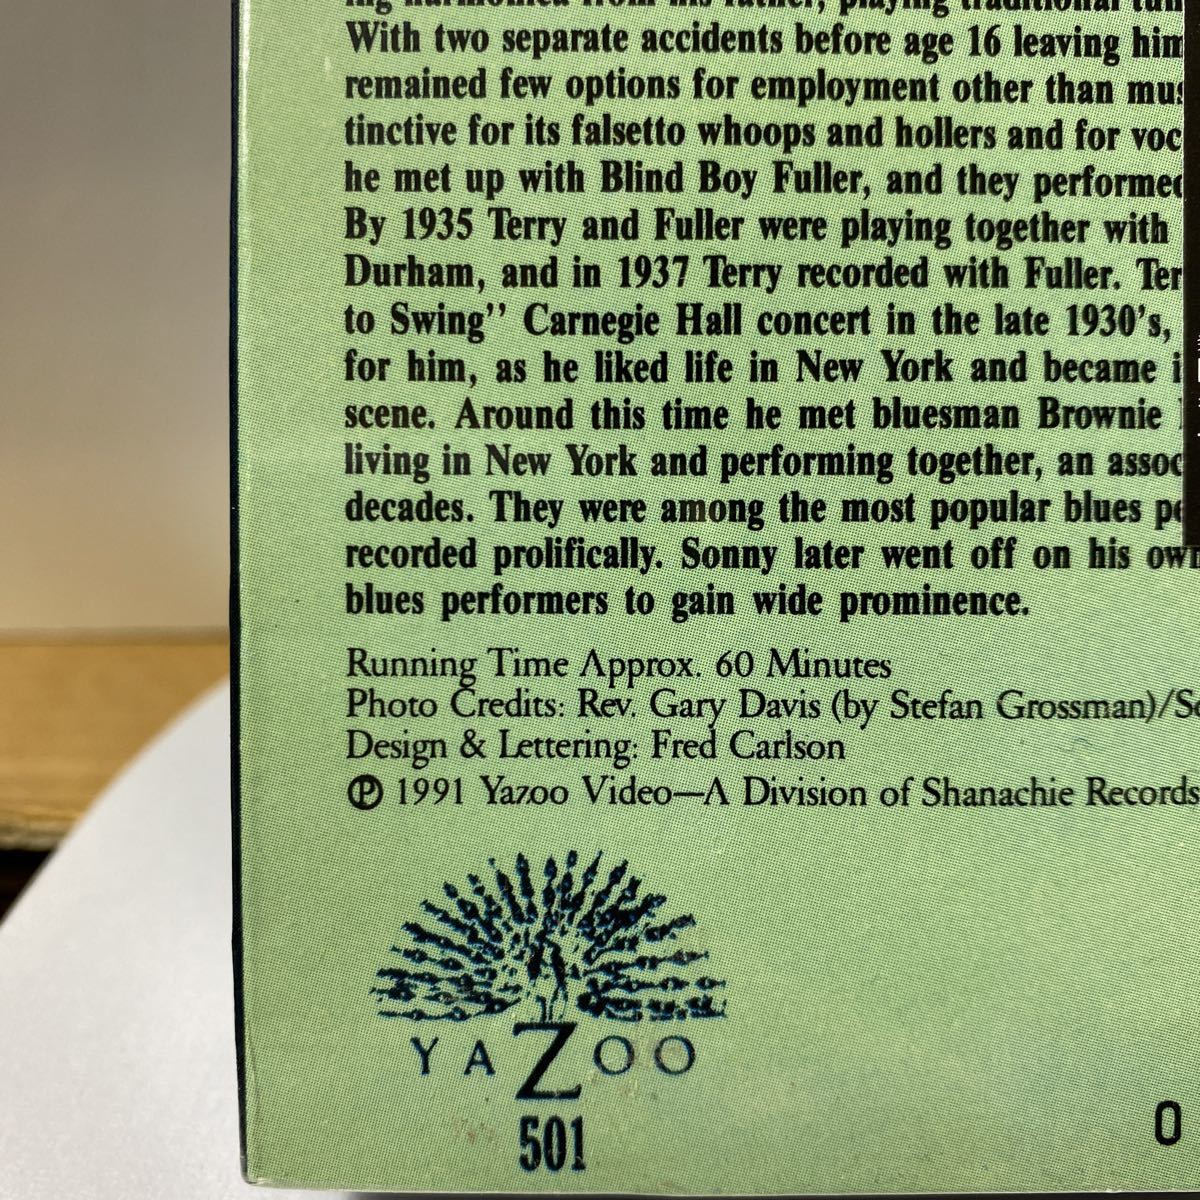 ing harmonica from his father, playing traditional
With two separate accidents before age 16 leaving
remained few options for employment other than
tinctive for its falsetto whoops and hollers and for
he met up with Blind Boy Fuller, and they
By 1935 Terry and Fuller were playing together with
Durham, and in 1937 Terry recorded with Fuller.
to Swing" Carnegie Hall concert in the late 1930's,
for him, as he liked life in New York and became
scene. Around this time he met bluesman Brownie
living in New York and performing together, an
decades. They were among the most popular blues
recorded prolifically. Sonny later went off on his
blues performers to gain wide prominence.
Running Time Approx. 60 Minutes
Photo Credits: Rev. Gary Davis (by Stefan Grossman)/
Design & Lettering: Fred Carlson
℗ 1991 Yazoo Video—A Division of Shanachie Records
YAZOO
501
0